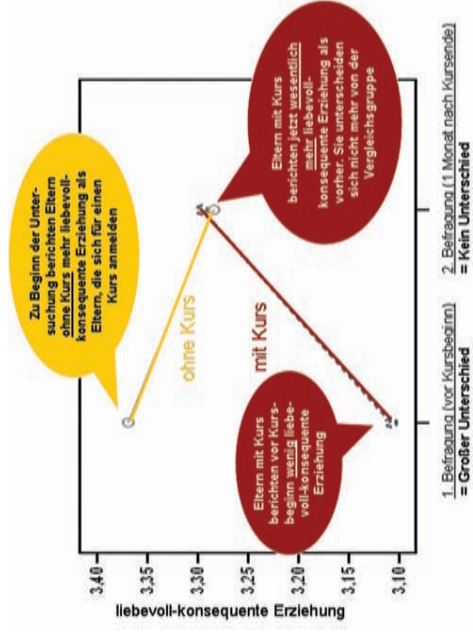 Zu Beginn der Unter-
suchung berichten Eltern
ohne Kurs mehr liebevoll-
konsequente Erziehung als
Eltern, die sich für einen
Kurs anmelden
Eltern mit Kurs
berichten jetzt wesentlich
mehr liebevoll-
konsequente Erziehung als
vorher. Sie unterscheiden
sich nicht mehr von der
Vergleichsgruppe
Eltern mit Kurs
berichten vor Kurs-
beginn wenig liebe-
voll-konsequente
Erziehung
ohne Kurs
mit Kurs
3,40
3,35
3,30
3,25
3,20
3,15
3,10
liebevoll-konsequente Erziehung
1. Befragung (vor Kursbeginn)
= Großer Unterschied
2. Befragung (1 Monat nach Kursende)
= Kein Unterschied